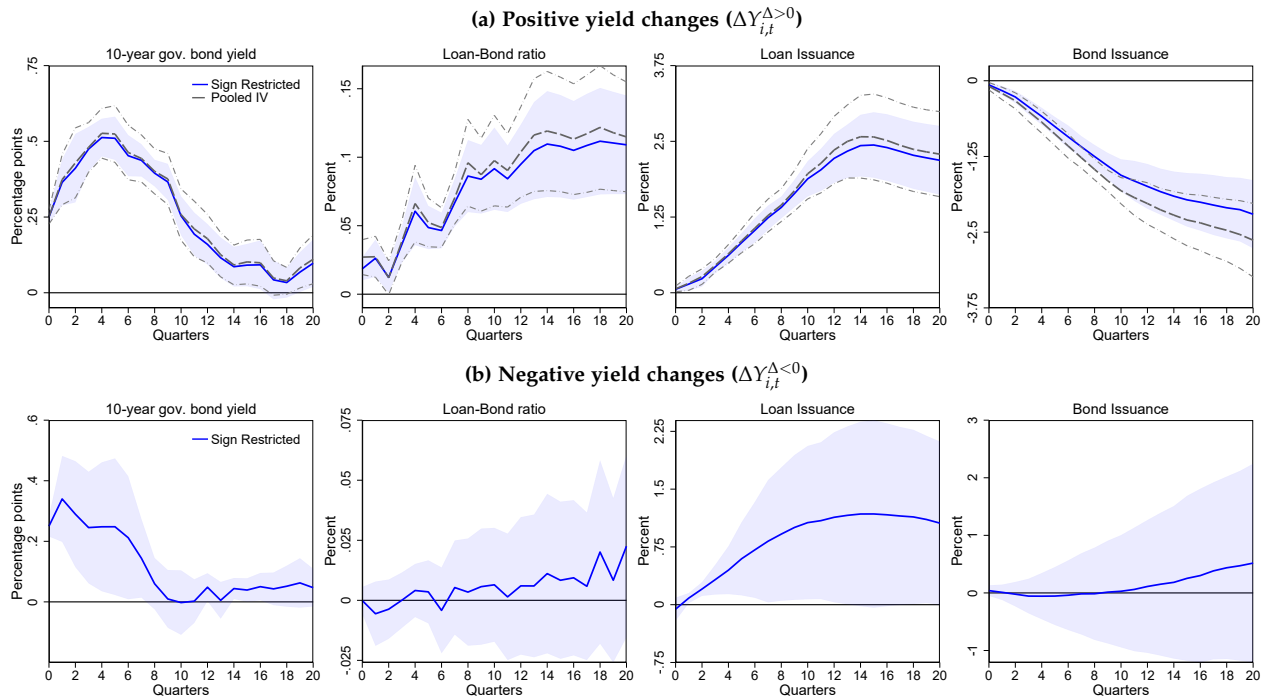 (a) Positive yield changes (ΔY_{i,t}^{Δ>0})
10-year gov. bond yield
Percentage points
0 .25 .5 .75
Sign Restricted
Pooled IV
0 2 4 6 8 10 12 14 16 18 20
Quarters
Loan-Bond ratio
Percent
0 .05 .1 .15
0 2 4 6 8 10 12 14 16 18 20
Quarters
Loan Issuance
Percent
0 1.25 2.5 3.75
0 2 4 6 8 10 12 14 16 18 20
Quarters
Bond Issuance
Percent
-3.75 -2.5 -1.25 0
0 2 4 6 8 10 12 14 16 18 20
Quarters
(b) Negative yield changes (ΔY_{i,t}^{Δ<0})
10-year gov. bond yield
Percentage points
0 .2 .4 .6
Sign Restricted
0 2 4 6 8 10 12 14 16 18 20
Quarters
Loan-Bond ratio
Percent
-.025 0 .025 .05 .075
0 2 4 6 8 10 12 14 16 18 20
Quarters
Loan Issuance
Percent
-.75 0 .75 1.5 2.25
0 2 4 6 8 10 12 14 16 18 20
Quarters
Bond Issuance
Percent
-1 0 1 2 3
0 2 4 6 8 10 12 14 16 18 20
Quarters